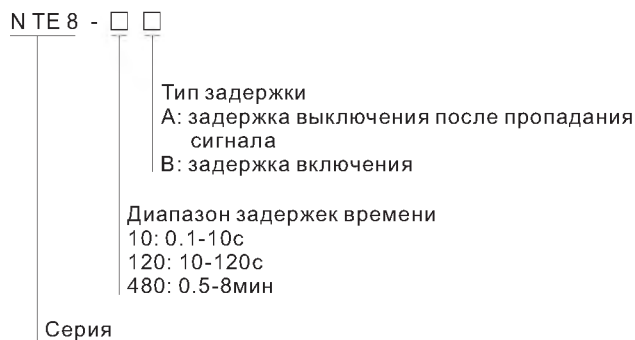 NTE8 - □ □
Тип задержки
A: задержка выключения после пропадания
сигнала
B: задержка включения
Диапазон задержек времени
10: 0.1-10с
120: 10-120с
480: 0.5-8мин
Серия